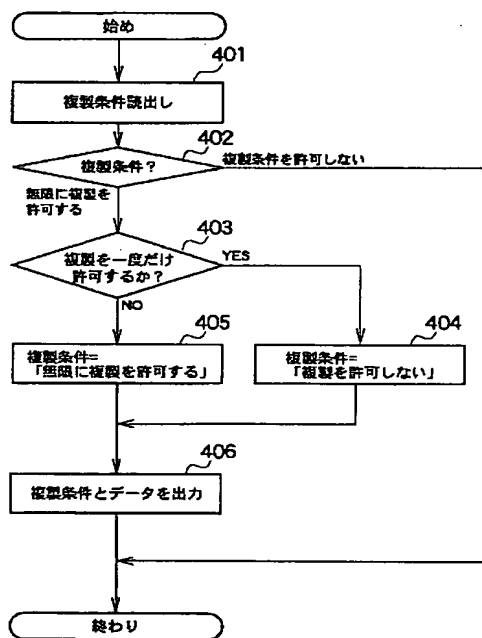 始め
401
複製条件読出し
402
複製条件?
複製条件を許可しない
無限に複製を
許可する
403
複製を一度だけ
許可するか?
YES
NO
405
複製条件=
「無限に複製を許可する」
404
複製条件=
「複製を許可しない」
406
複製条件とデータを出力
終わり